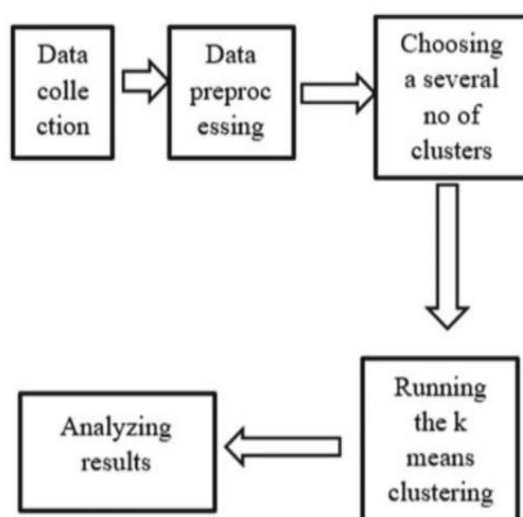 Data
colle
ction
Data
preproc
essing
Choosing
a several
no of
clusters
Running
the k
means
clustering
Analyzing
results